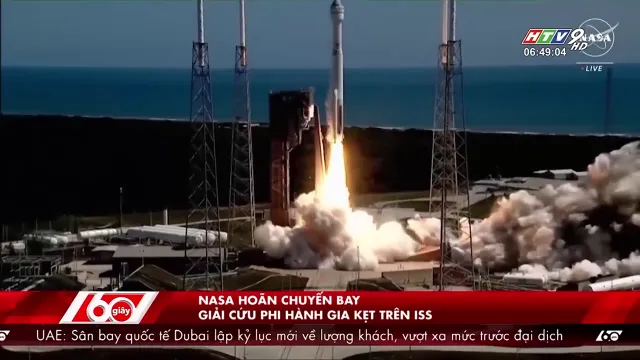 HTV9 HD
NASA
06:49:04
LIVE
NASA HOÃN CHUYẾN BAY
GIẢI CỨU PHI HÀNH GIA KẸT TRÊN ISS
60 giây
UAE: Sân bay quốc tế Dubai lập kỷ lục mới về lượng khách, vượt xa mức trước đại dịch